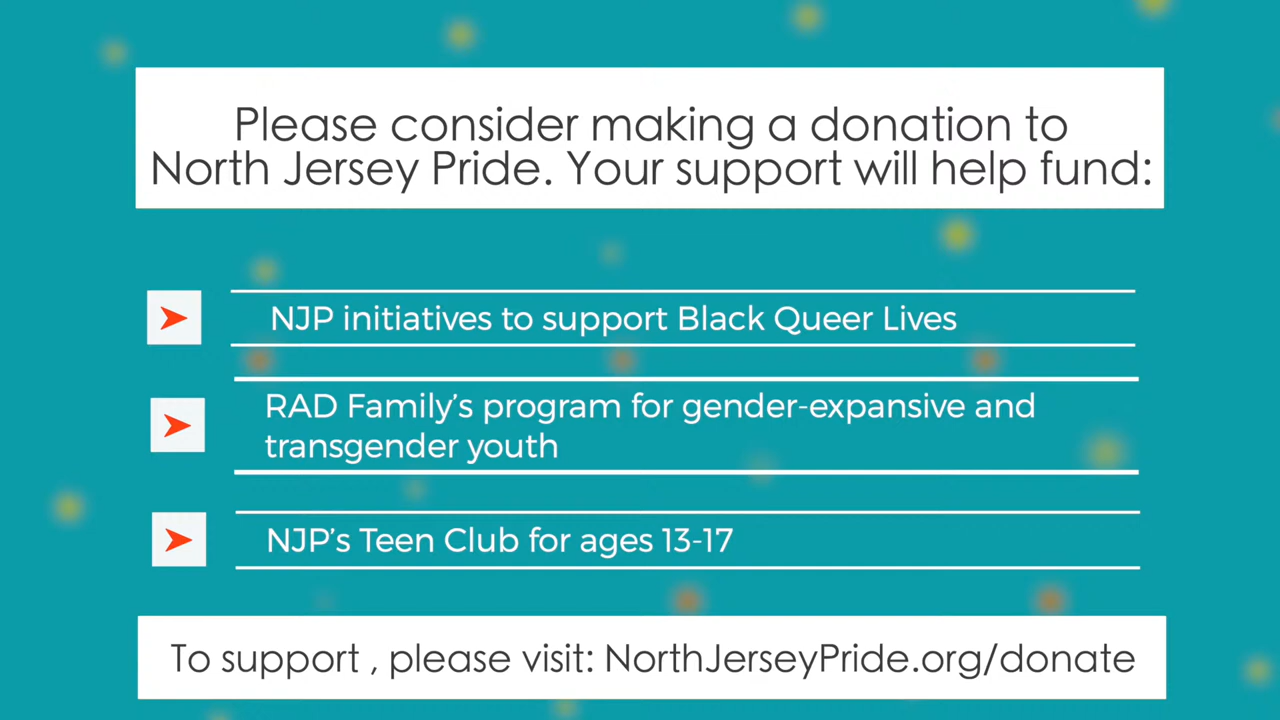 Please consider making a donation to
North Jersey Pride. Your support will help fund:
NJP initiatives to support Black Queer Lives
RAD Family's program for gender-expansive and
transgender youth
NJP's Teen Club for ages 13-17
To support , please visit: NorthJerseyPride.org/donate